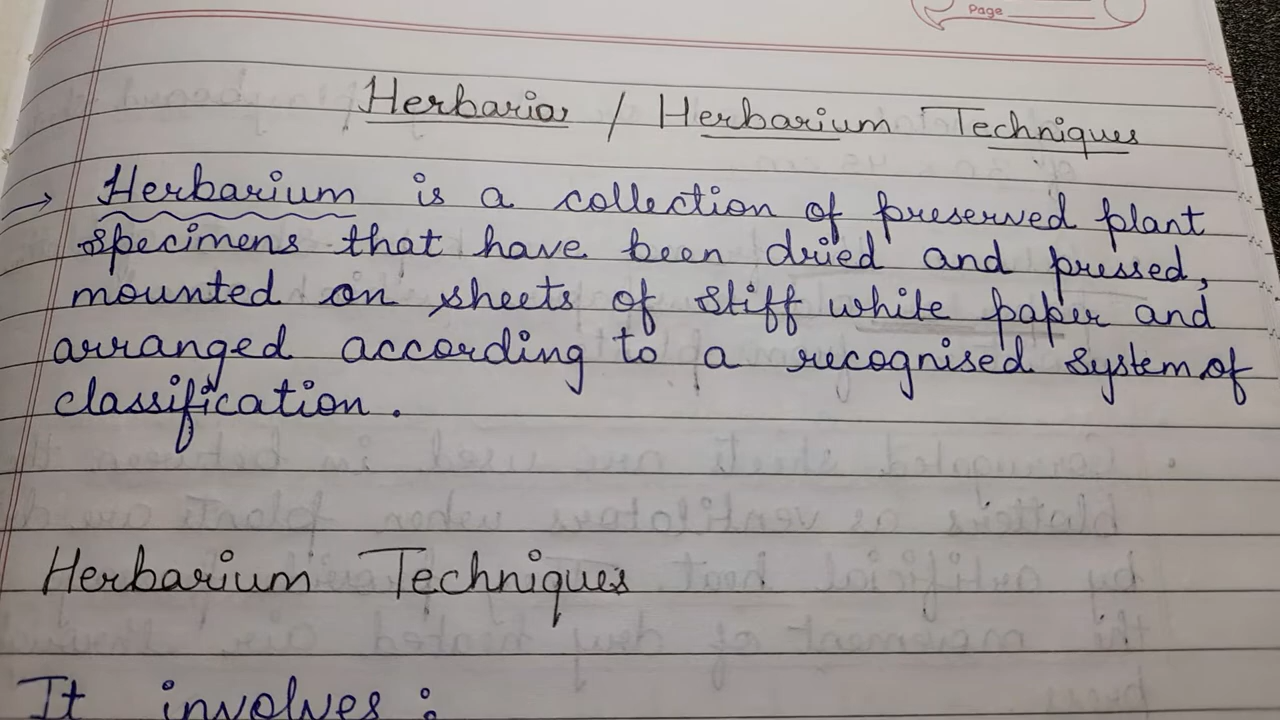 Page
Herbaria / Herbarium Techniques
→ Herbarium is a collection of preserved plant
specimens that have been dried and pressed,
mounted on sheets of stiff white paper and
arranged according to a recognised system of
classification.
Herbarium Techniques
It involves :